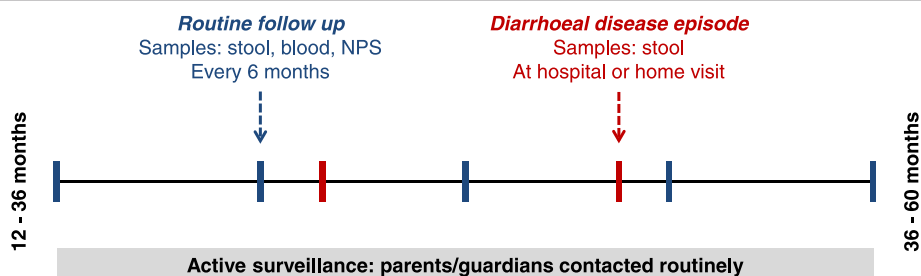 Routine follow up
Samples: stool, blood, NPS
Every 6 months
Diarrhoeal disease episode
Samples: stool
At hospital or home visit
12 - 36 months
36 - 60 months
Active surveillance: parents/guardians contacted routinely